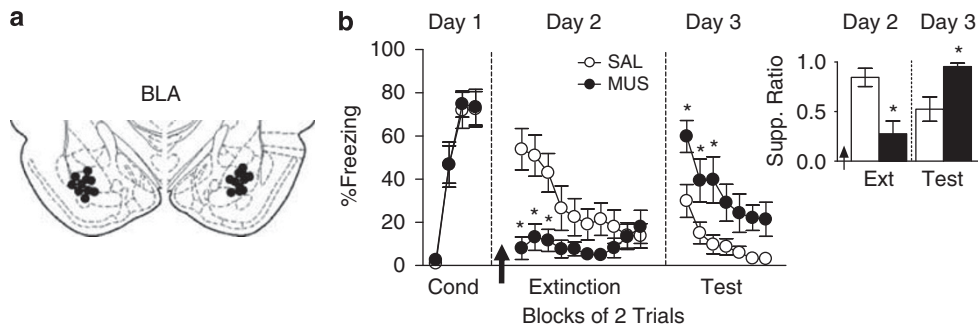 a
BLA
b
Day 1
Day 2
Day 3
%Freezing
100
80
60
40
20
0
SAL
MUS
* * *
* * *
Cond
Extinction
Test
Blocks of 2 Trials
Day 2
Day 3
Supp. Ratio
1.0
0.5
0.0
*
*
Ext
Test